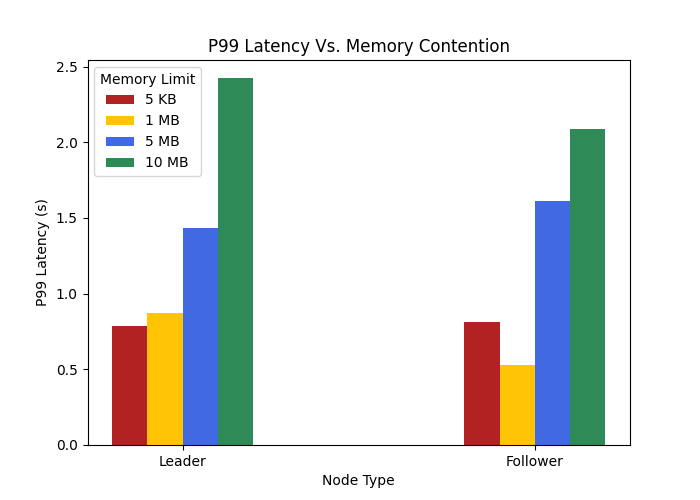 P99 Latency Vs. Memory Contention
Memory Limit
5 KB
1 MB
5 MB
10 MB
P99 Latency (s)
2.5
2.0
1.5
1.0
0.5
0.0
Leader
Follower
Node Type